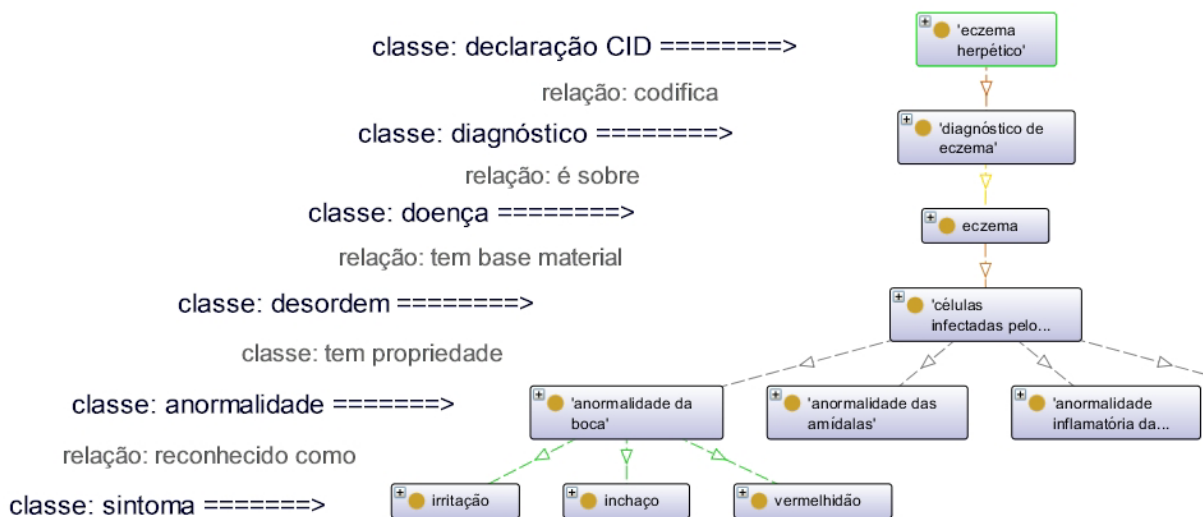 classe: declaração CID ========>
'eczema
herpético'
relação: codifica
classe: diagnóstico ========>
'diagnóstico de
eczema'
relação: é sobre
classe: doença ========>
eczema
relação: tem base material
classe: desordem ========>
'células
infectadas pelo...
classe: tem propriedade
classe: anormalidade =======>
'anormalidade da
boca'
'anormalidade das
amídalas'
'anormalidade
inflamatória da...
relação: reconhecido como
classe: sintoma =======>
irritação
inchaço
vermelhidão